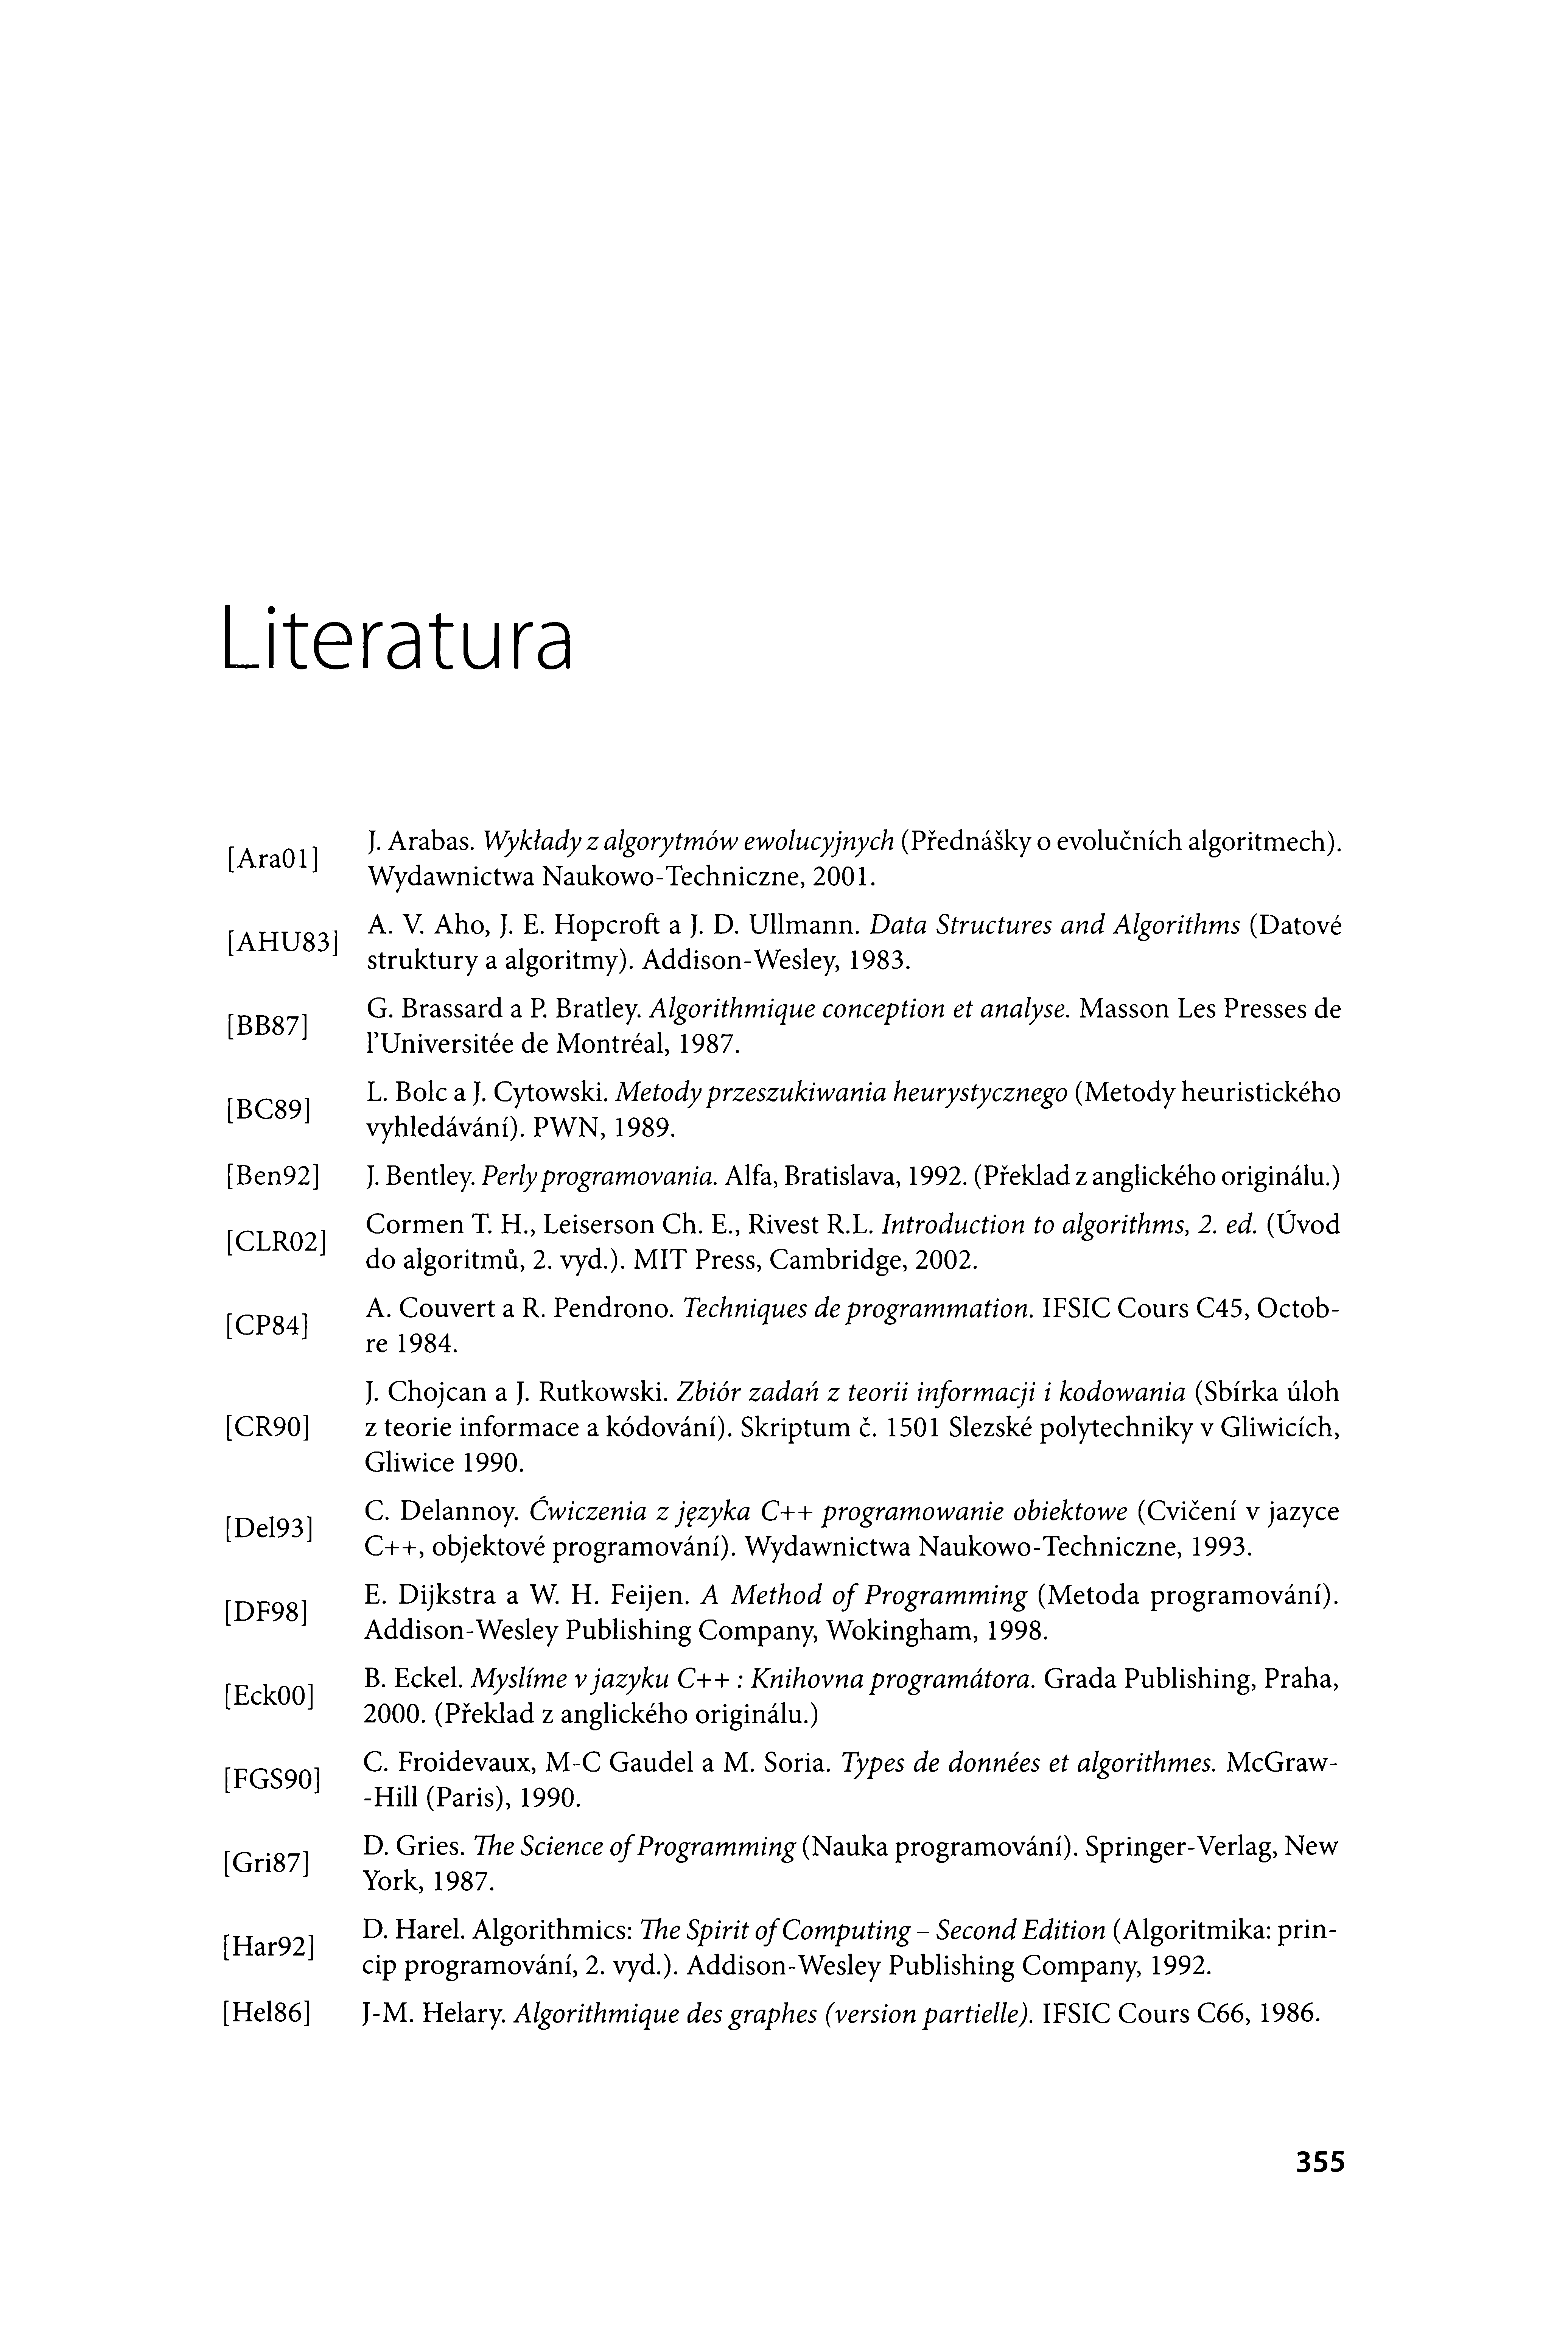 Literatura
[Ara01] J. Arabas. Wykłady z algorytmów ewolucyjnych (Přednášky o evolučních algoritmech).
Wydawnictwa Naukowo-Techniczne, 2001.
[AHU83] A. V. Aho, J. E. Hopcroft a J. D. Ullmann. Data Structures and Algorithms (Datové
struktury a algoritmy). Addison-Wesley, 1983.
[BB87] G. Brassard a P. Bratley. Algorithmique conception et analyse. Masson Les Presses de
l'Universitée de Montréal, 1987.
[BC89] L. Bolc a J. Cytowski. Metody przeszukiwania heurystycznego (Metody heuristického
vyhledávání). PWN, 1989.
[Ben92] J. Bentley. Perly programovania. Alfa, Bratislava, 1992. (Překlad z anglického originálu.)
[CLR02] Cormen T. H., Leiserson Ch. E., Rivest R.L. Introduction to algorithms, 2. ed. (Úvod
do algoritmů, 2. vyd.). MIT Press, Cambridge, 2002.
[CP84] A. Couvert a R. Pendrono. Techniques de programmation. IFSIC Cours C45, Octob-
re 1984.
[CR90] J. Chojcan a J. Rutkowski. Zbiór zadań z teorii informacji i kodowania (Sbírka úloh
z teorie informace a kódování). Skriptum č. 1501 Slezské polytechniky v Gliwicích,
Gliwice 1990.
[Del93] C. Delannoy. Ćwiczenia z języka C++ programowanie obiektowe (Cvičení v jazyce
C++, objektové programování). Wydawnictwa Naukowo-Techniczne, 1993.
[DF98] E. Dijkstra a W. H. Feijen. A Method of Programming (Metoda programování).
Addison-Wesley Publishing Company, Wokingham, 1998.
[Eck00] B. Eckel. Myslíme v jazyku C++ : Knihovna programátora. Grada Publishing, Praha,
2000. (Překlad z anglického originálu.)
[FGS90] C. Froidevaux, M-C Gaudel a M. Soria. Types de données et algorithmes. McGraw-
-Hill (Paris), 1990.
[Gri87] D. Gries. The Science of Programming (Nauka programování). Springer-Verlag, New
York, 1987.
[Har92] D. Harel. Algorithmics: The Spirit of Computing – Second Edition (Algoritmika: prin-
cip programování, 2. vyd.). Addison-Wesley Publishing Company, 1992.
[Hel86] J-M. Helary. Algorithmique des graphes (version partielle). IFSIC Cours C66, 1986.
355